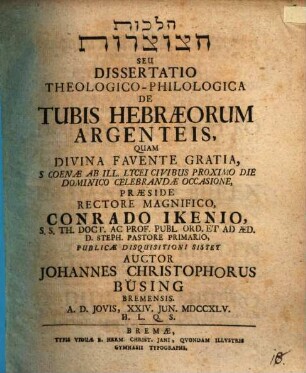 הלכות
חצוצרות
SEU
DISSERTATIO
THEOLOGICO-PHILOLOGICA
DE
TUBIS HEBRÆORUM
ARGENTEIS,
QUAM
DIVINA FAVENTE GRATIA,
S COENÆ AB ILL. LYCEI CIVIBUS PROXIMO DIE
DOMINICO CELEBRANDÆ OCCASIONE,
PRÆSIDE
RECTORE MAGNIFICO,
CONRADO IKENIO,
S. S. TH. DOCT. AC PROF. PUBL. ORD. ET AD ÆD.
D. STEPH. PASTORE PRIMARIO,
PUBLICÆ DISQUISITIONI SISTET
AUCTOR
JOHANNES CHRISTOPHORUS
BÜSING
BREMENSIS.
A. D. JOVIS, XXIV. JUN. MDCCXLV.
H. L. Q. S.
BREMÆ,
TYPIS VIDUÆ B. HERM. CHRIST. JANI, QUONDAM ILLUSTRIS
GYMNASII TYPOGRAPHI.